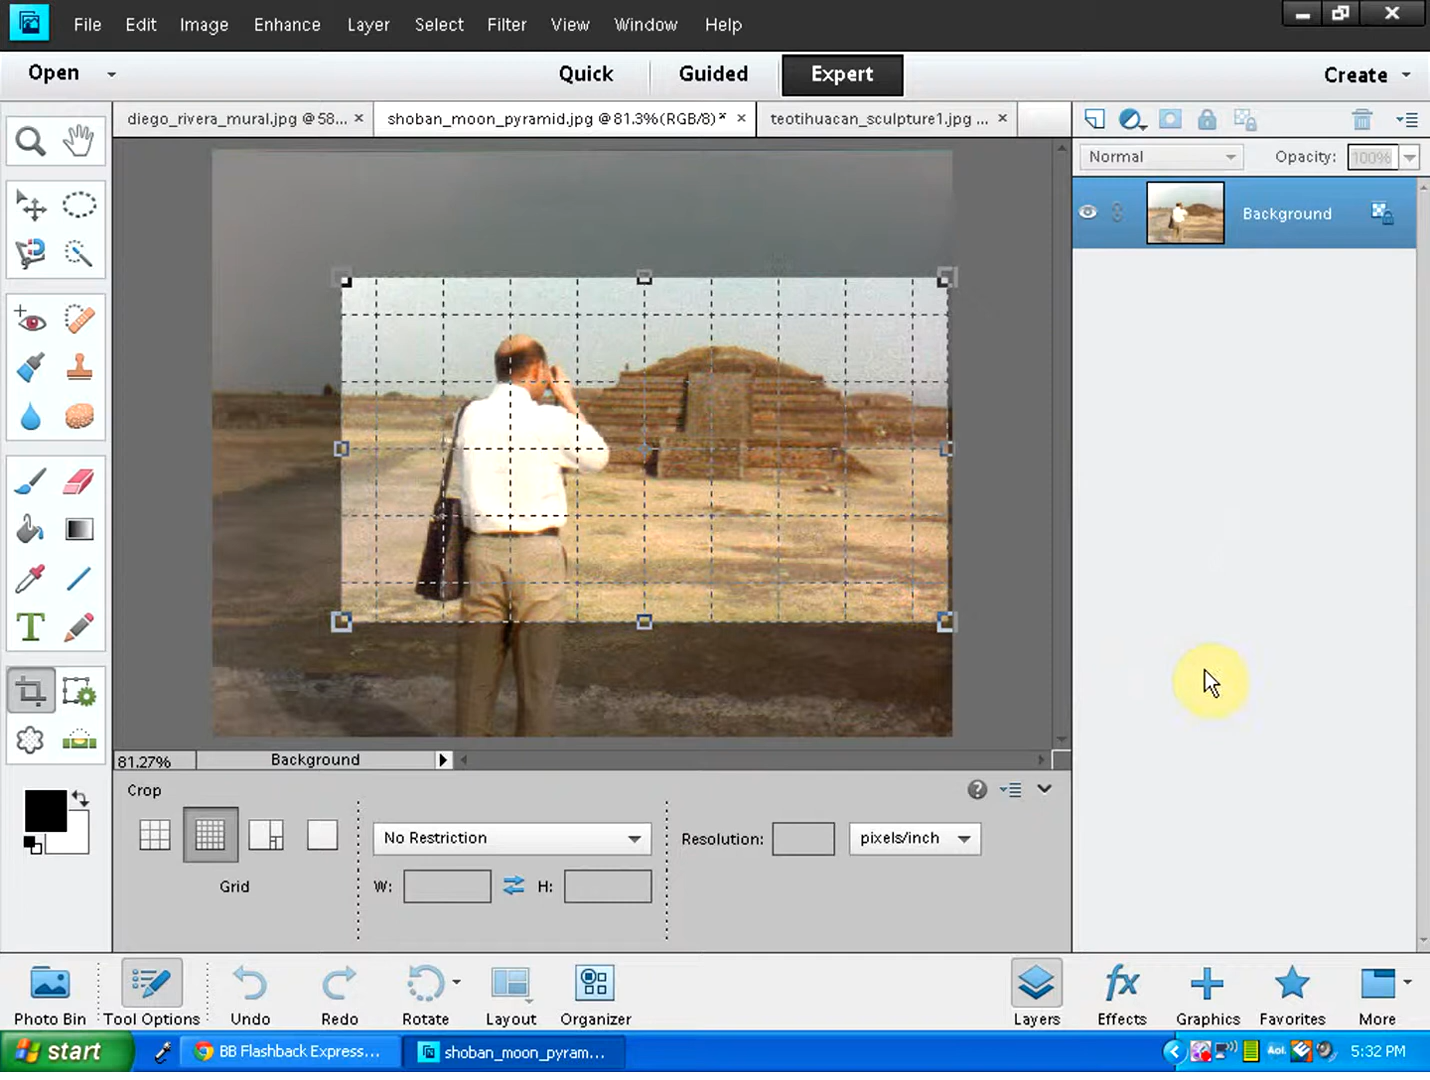 File Edit Image Enhance Layer Select Filter View Window Help
Open Quick Guided Expert Create
diego_rivera_mural.jpg @ 58... shoban_moon_pyramid.jpg @ 81.3% (RGB/8) * teotihuacan_sculpture1.jpg ...
Normal Opacity: 100%
Background
81.27% Background
Crop
No Restriction Resolution: pixels/inch
Grid W: H:
Photo Bin Tool Options Undo Redo Rotate Layout Organizer Layers Effects Graphics Favorites More
start BB Flashback Express... shoban_moon_pyram... Aol. 5:32 PM